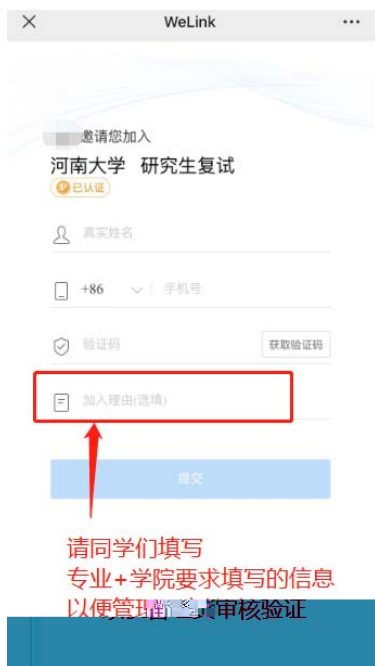 WeLink
邀请您加入
河南大学 研究生复试
已认证
真实姓名
+86 手机号
验证码 获取验证码
加入理由(选填)
提交
请同学们填写
专业+学院要求填写的信息
以便管理 审核验证